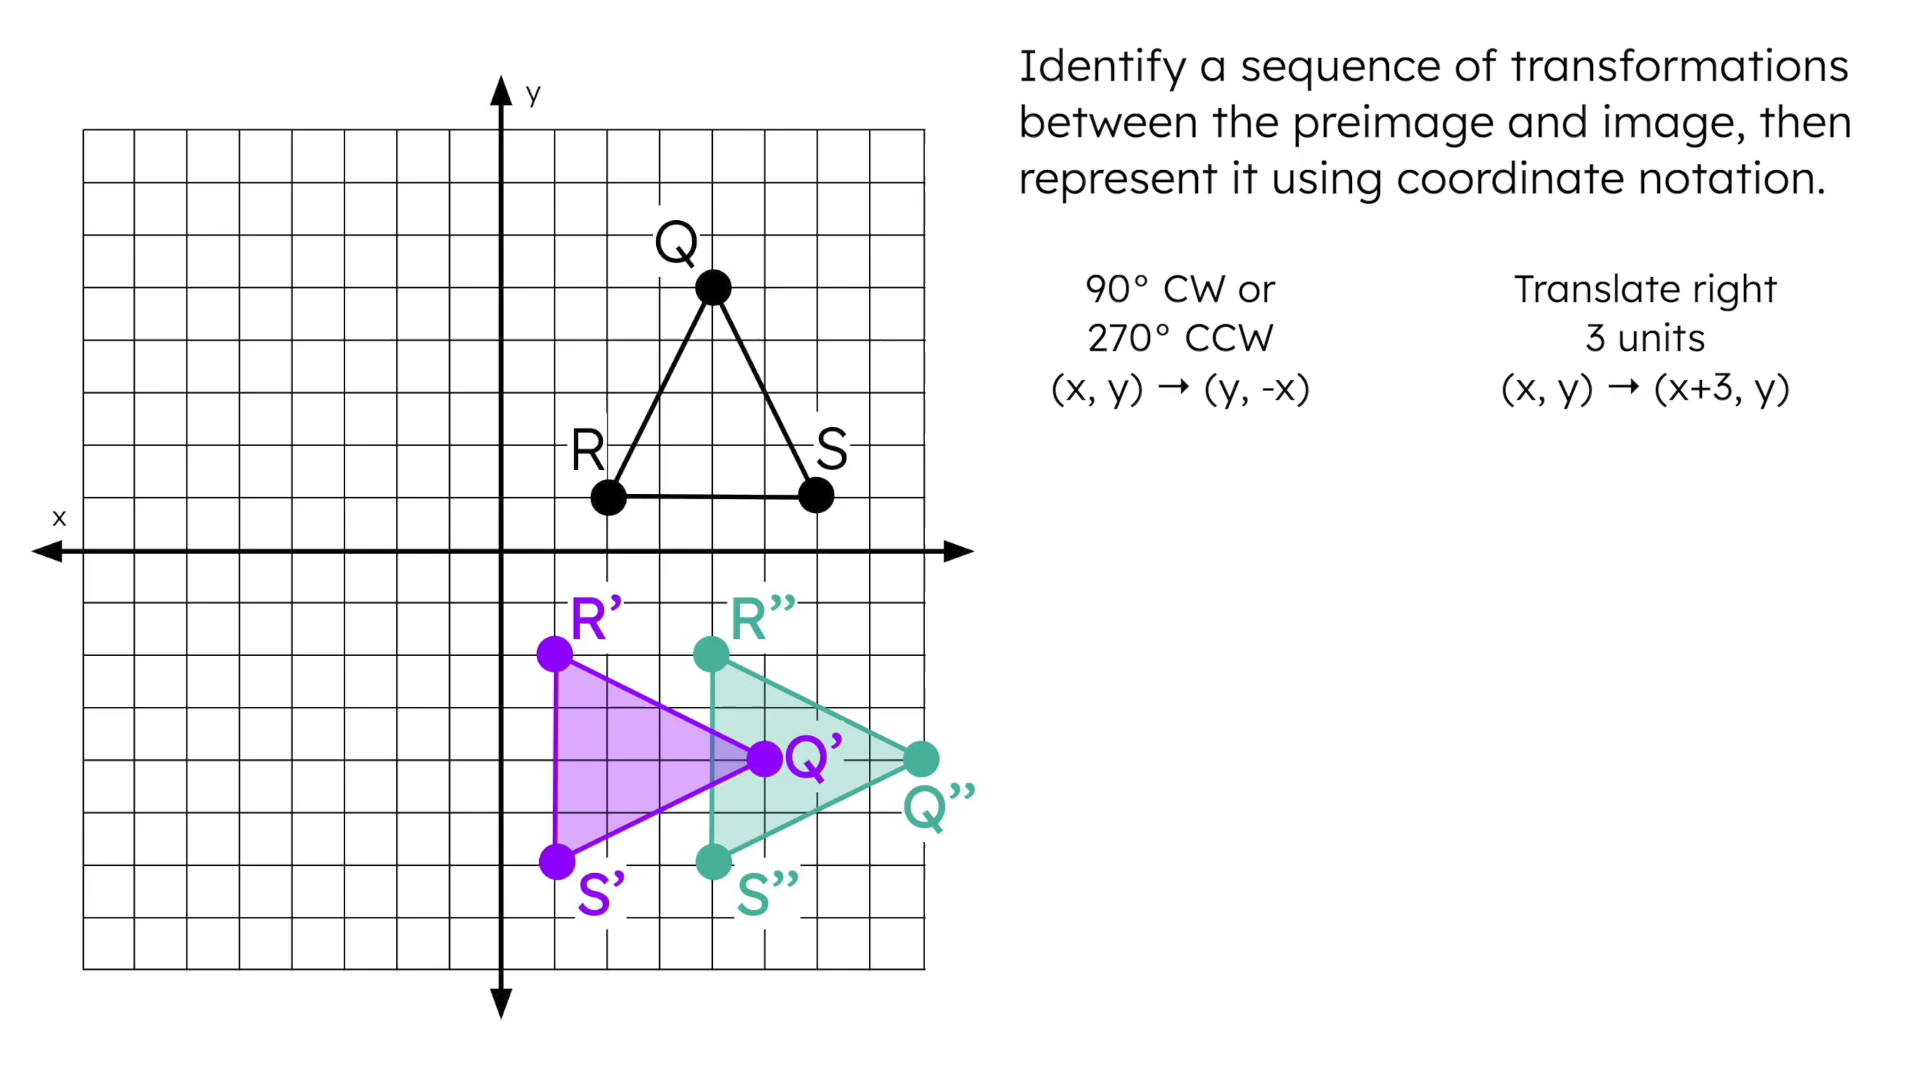 Identify a sequence of transformations
between the preimage and image, then
represent it using coordinate notation.
90° CW or
270° CCW
(x, y) → (y, -x)
Translate right
3 units
(x, y) → (x+3, y)
y
x
Q
R
S
R’
R’’
Q’
Q’’
S’
S’’